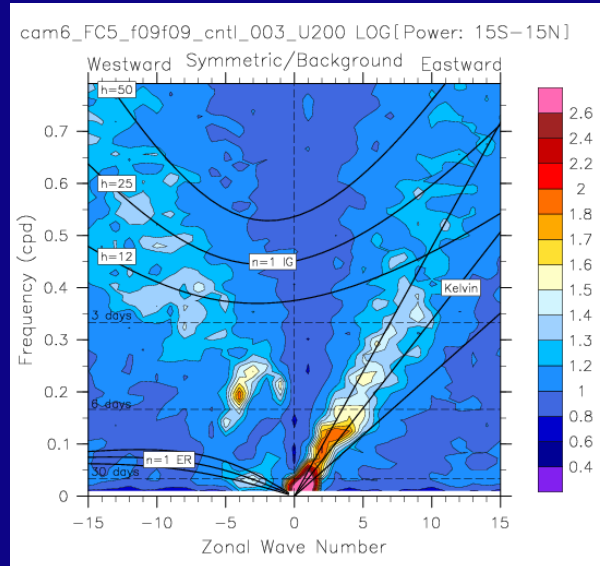 cam6_FC5_f09f09_cntl_003_U200 LOG[Power: 15S-15N]
Westward Symmetric/Background Eastward
h=50
h=25
h=12
n=1 IG
Kelvin
3 days
6 days
n=1 ER
30 days
Frequency (cpd)
0.7
0.6
0.5
0.4
0.3
0.2
0.1
0
-15 -10 -5 0 5 10 15
Zonal Wave Number
2.6
2.4
2.2
2
1.8
1.7
1.6
1.5
1.4
1.3
1.2
1.1
1
0.8
0.6
0.4